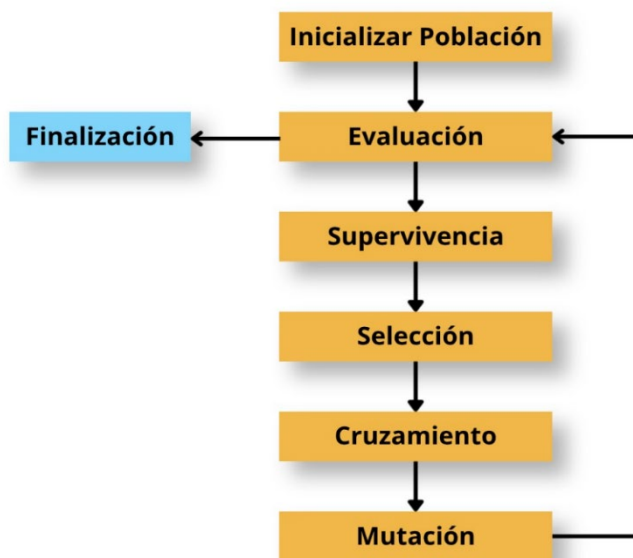 Inicializar Población
Finalización
Evaluación
Supervivencia
Selección
Cruzamiento
Mutación